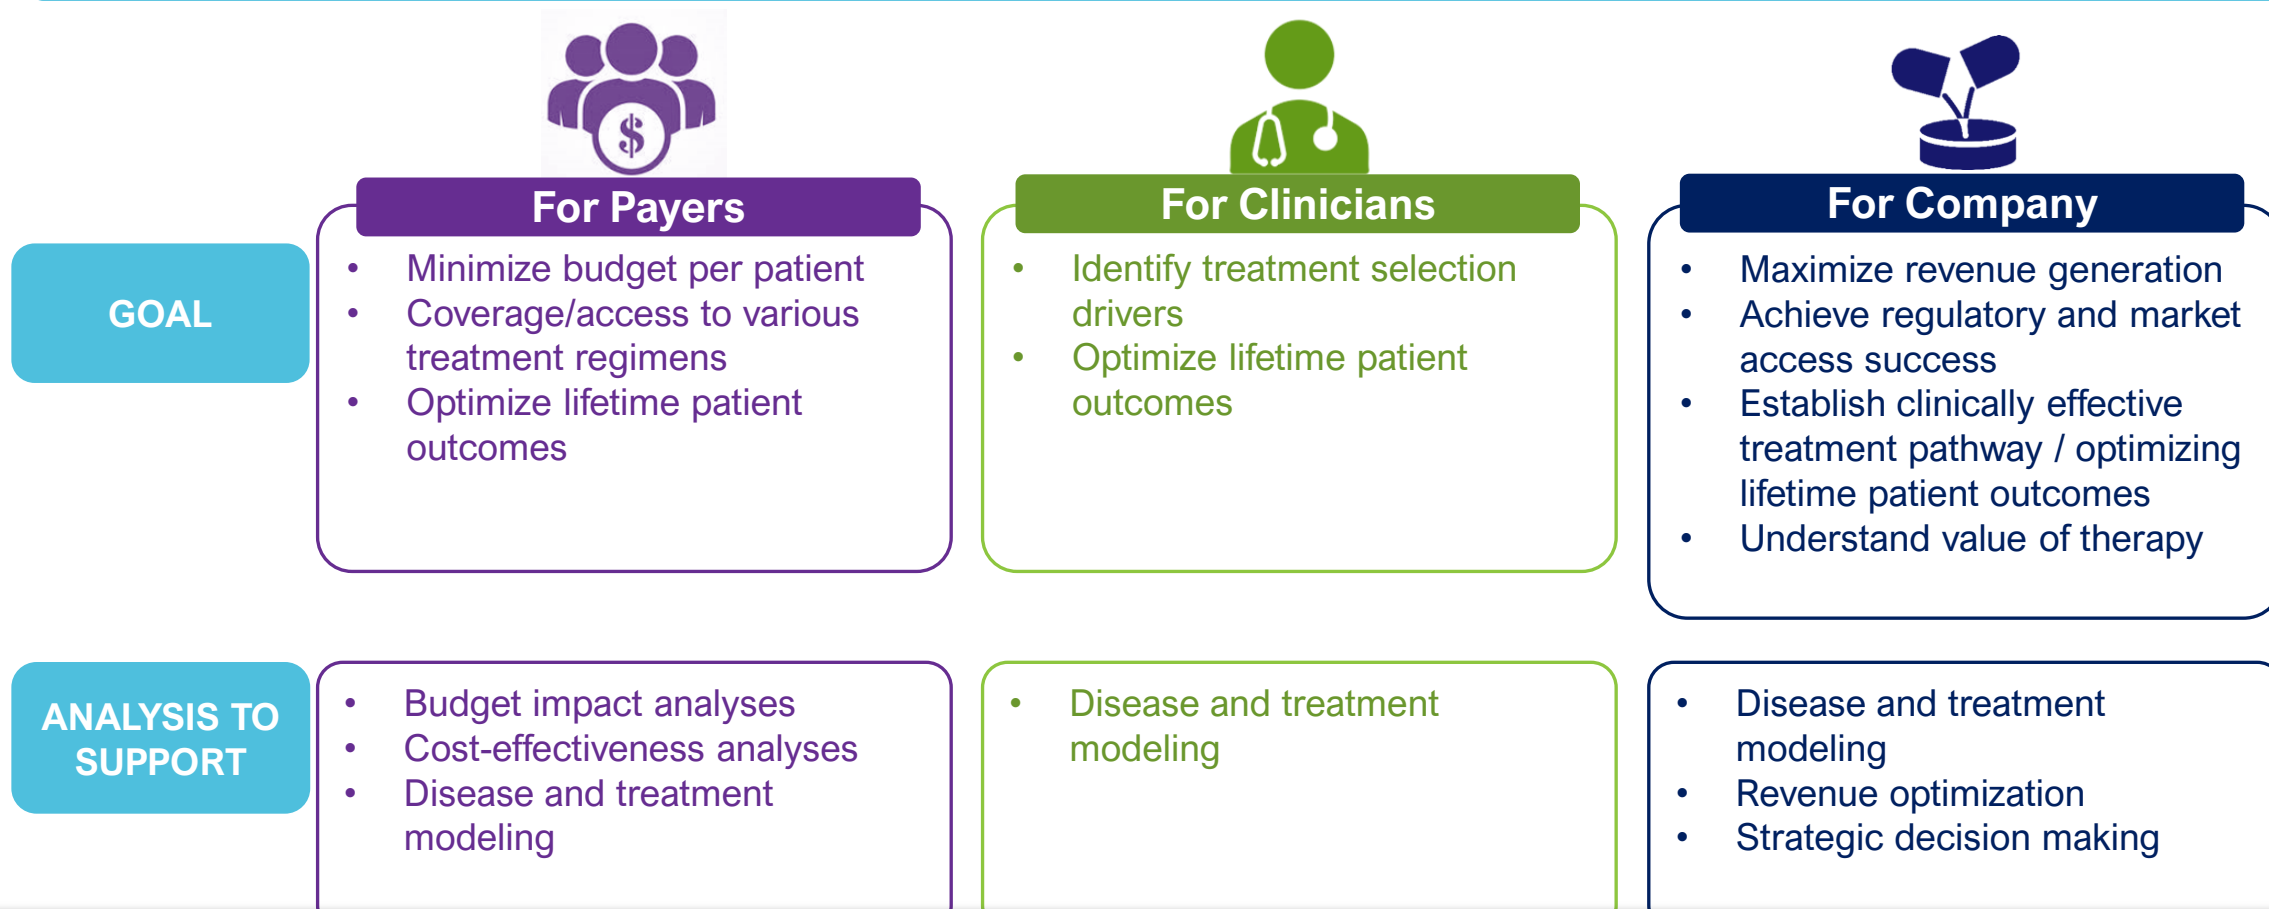 $
For Payers
For Clinicians
For Company
GOAL
• Minimize budget per patient
• Coverage/access to various
treatment regimens
• Optimize lifetime patient
outcomes
• Identify treatment selection
drivers
• Optimize lifetime patient
outcomes
• Maximize revenue generation
• Achieve regulatory and market
access success
• Establish clinically effective
treatment pathway / optimizing
lifetime patient outcomes
• Understand value of therapy
ANALYSIS TO
SUPPORT
• Budget impact analyses
• Cost-effectiveness analyses
• Disease and treatment
modeling
• Disease and treatment
modeling
• Disease and treatment
modeling
• Revenue optimization
• Strategic decision making